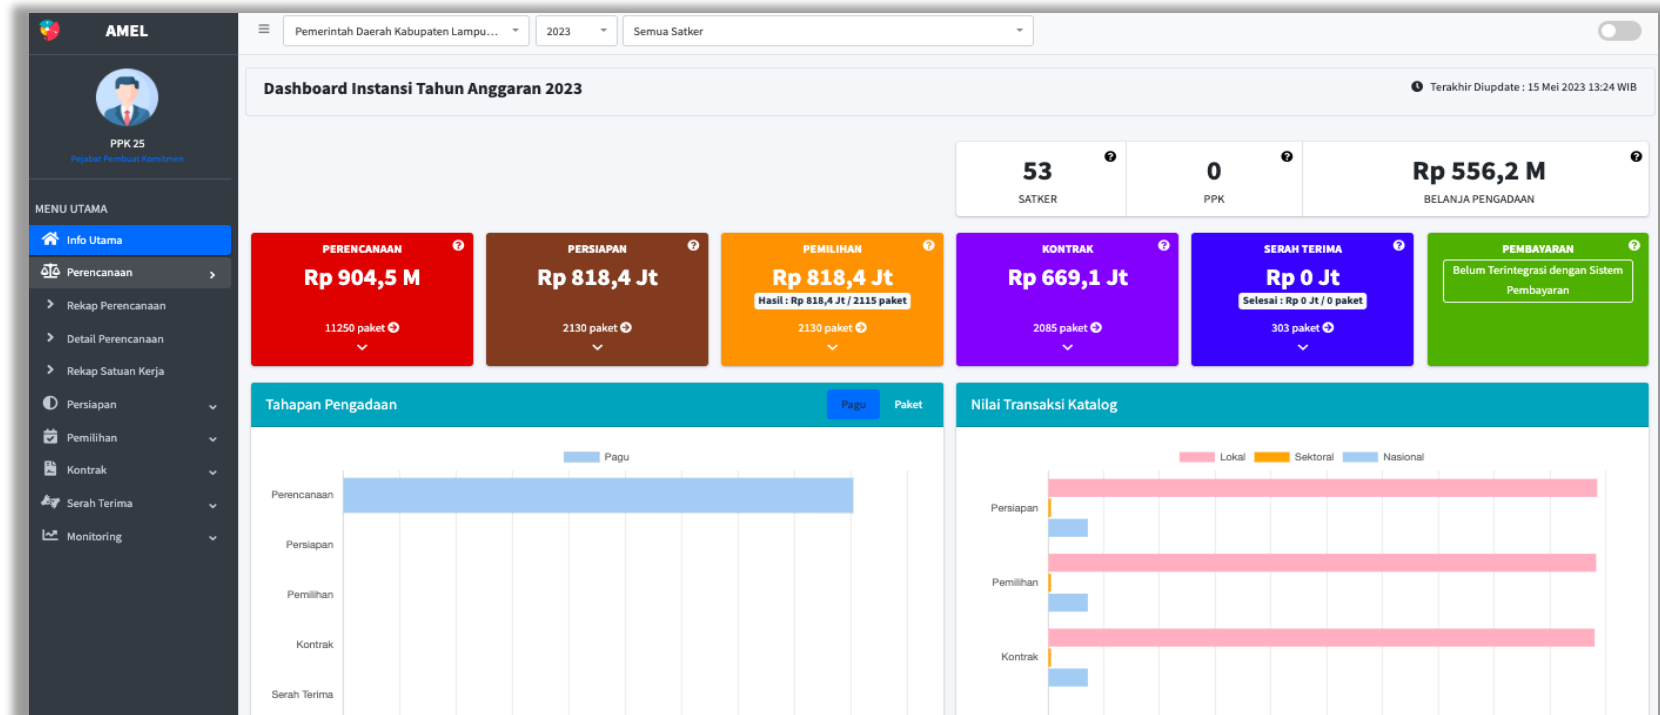 AMEL
Pemerintah Daerah Kabupaten Lampu...
2023
Semua Satker
PPK 25
Pejabat Pembuat Komitmen
MENU UTAMA
Info Utama
Perencanaan
Rekap Perencanaan
Detail Perencanaan
Rekap Satuan Kerja
Persiapan
Pemilihan
Kontrak
Serah Terima
Monitoring
Dashboard Instansi Tahun Anggaran 2023
Terakhir Diupdate : 15 Mei 2023 13:24 WIB
53
SATKER
0
PPK
Rp 556,2 M
BELANJA PENGADAAN
PERENCANAAN
Rp 904,5 M
11250 paket
PERSIAPAN
Rp 818,4 Jt
2130 paket
PEMILIHAN
Rp 818,4 Jt
Hasil : Rp 818,4 Jt / 2115 paket
2130 paket
KONTRAK
Rp 669,1 Jt
2085 paket
SERAH TERIMA
Rp 0 Jt
Selesai : Rp 0 Jt / 0 paket
303 paket
PEMBAYARAN
Belum Terintegrasi dengan Sistem
Pembayaran
Tahapan Pengadaan
Pagu
Paket
Pagu
Perencanaan
Persiapan
Pemilihan
Kontrak
Serah Terima
Nilai Transaksi Katalog
Lokal
Sektoral
Nasional
Persiapan
Pemilihan
Kontrak